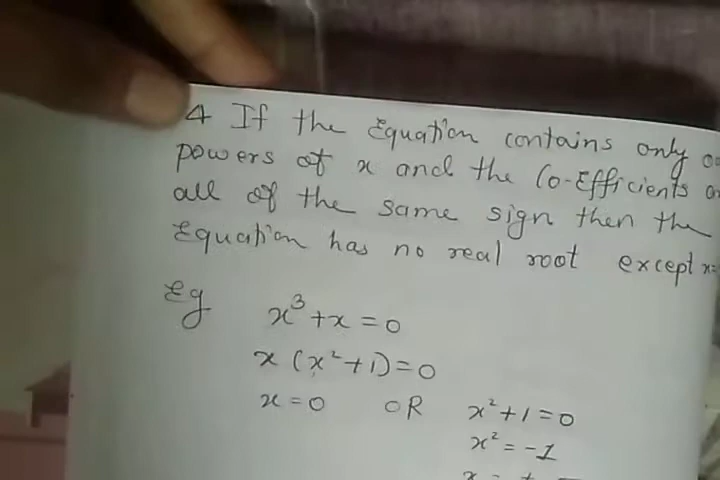 4 If the Equation contains only
powers of x and the Co-Efficients
all of the same sign then the
Equation has no real root except
Eg
x³+x=0
x (x²+1)=0
x=0 OR x²+1=0
x²=-1